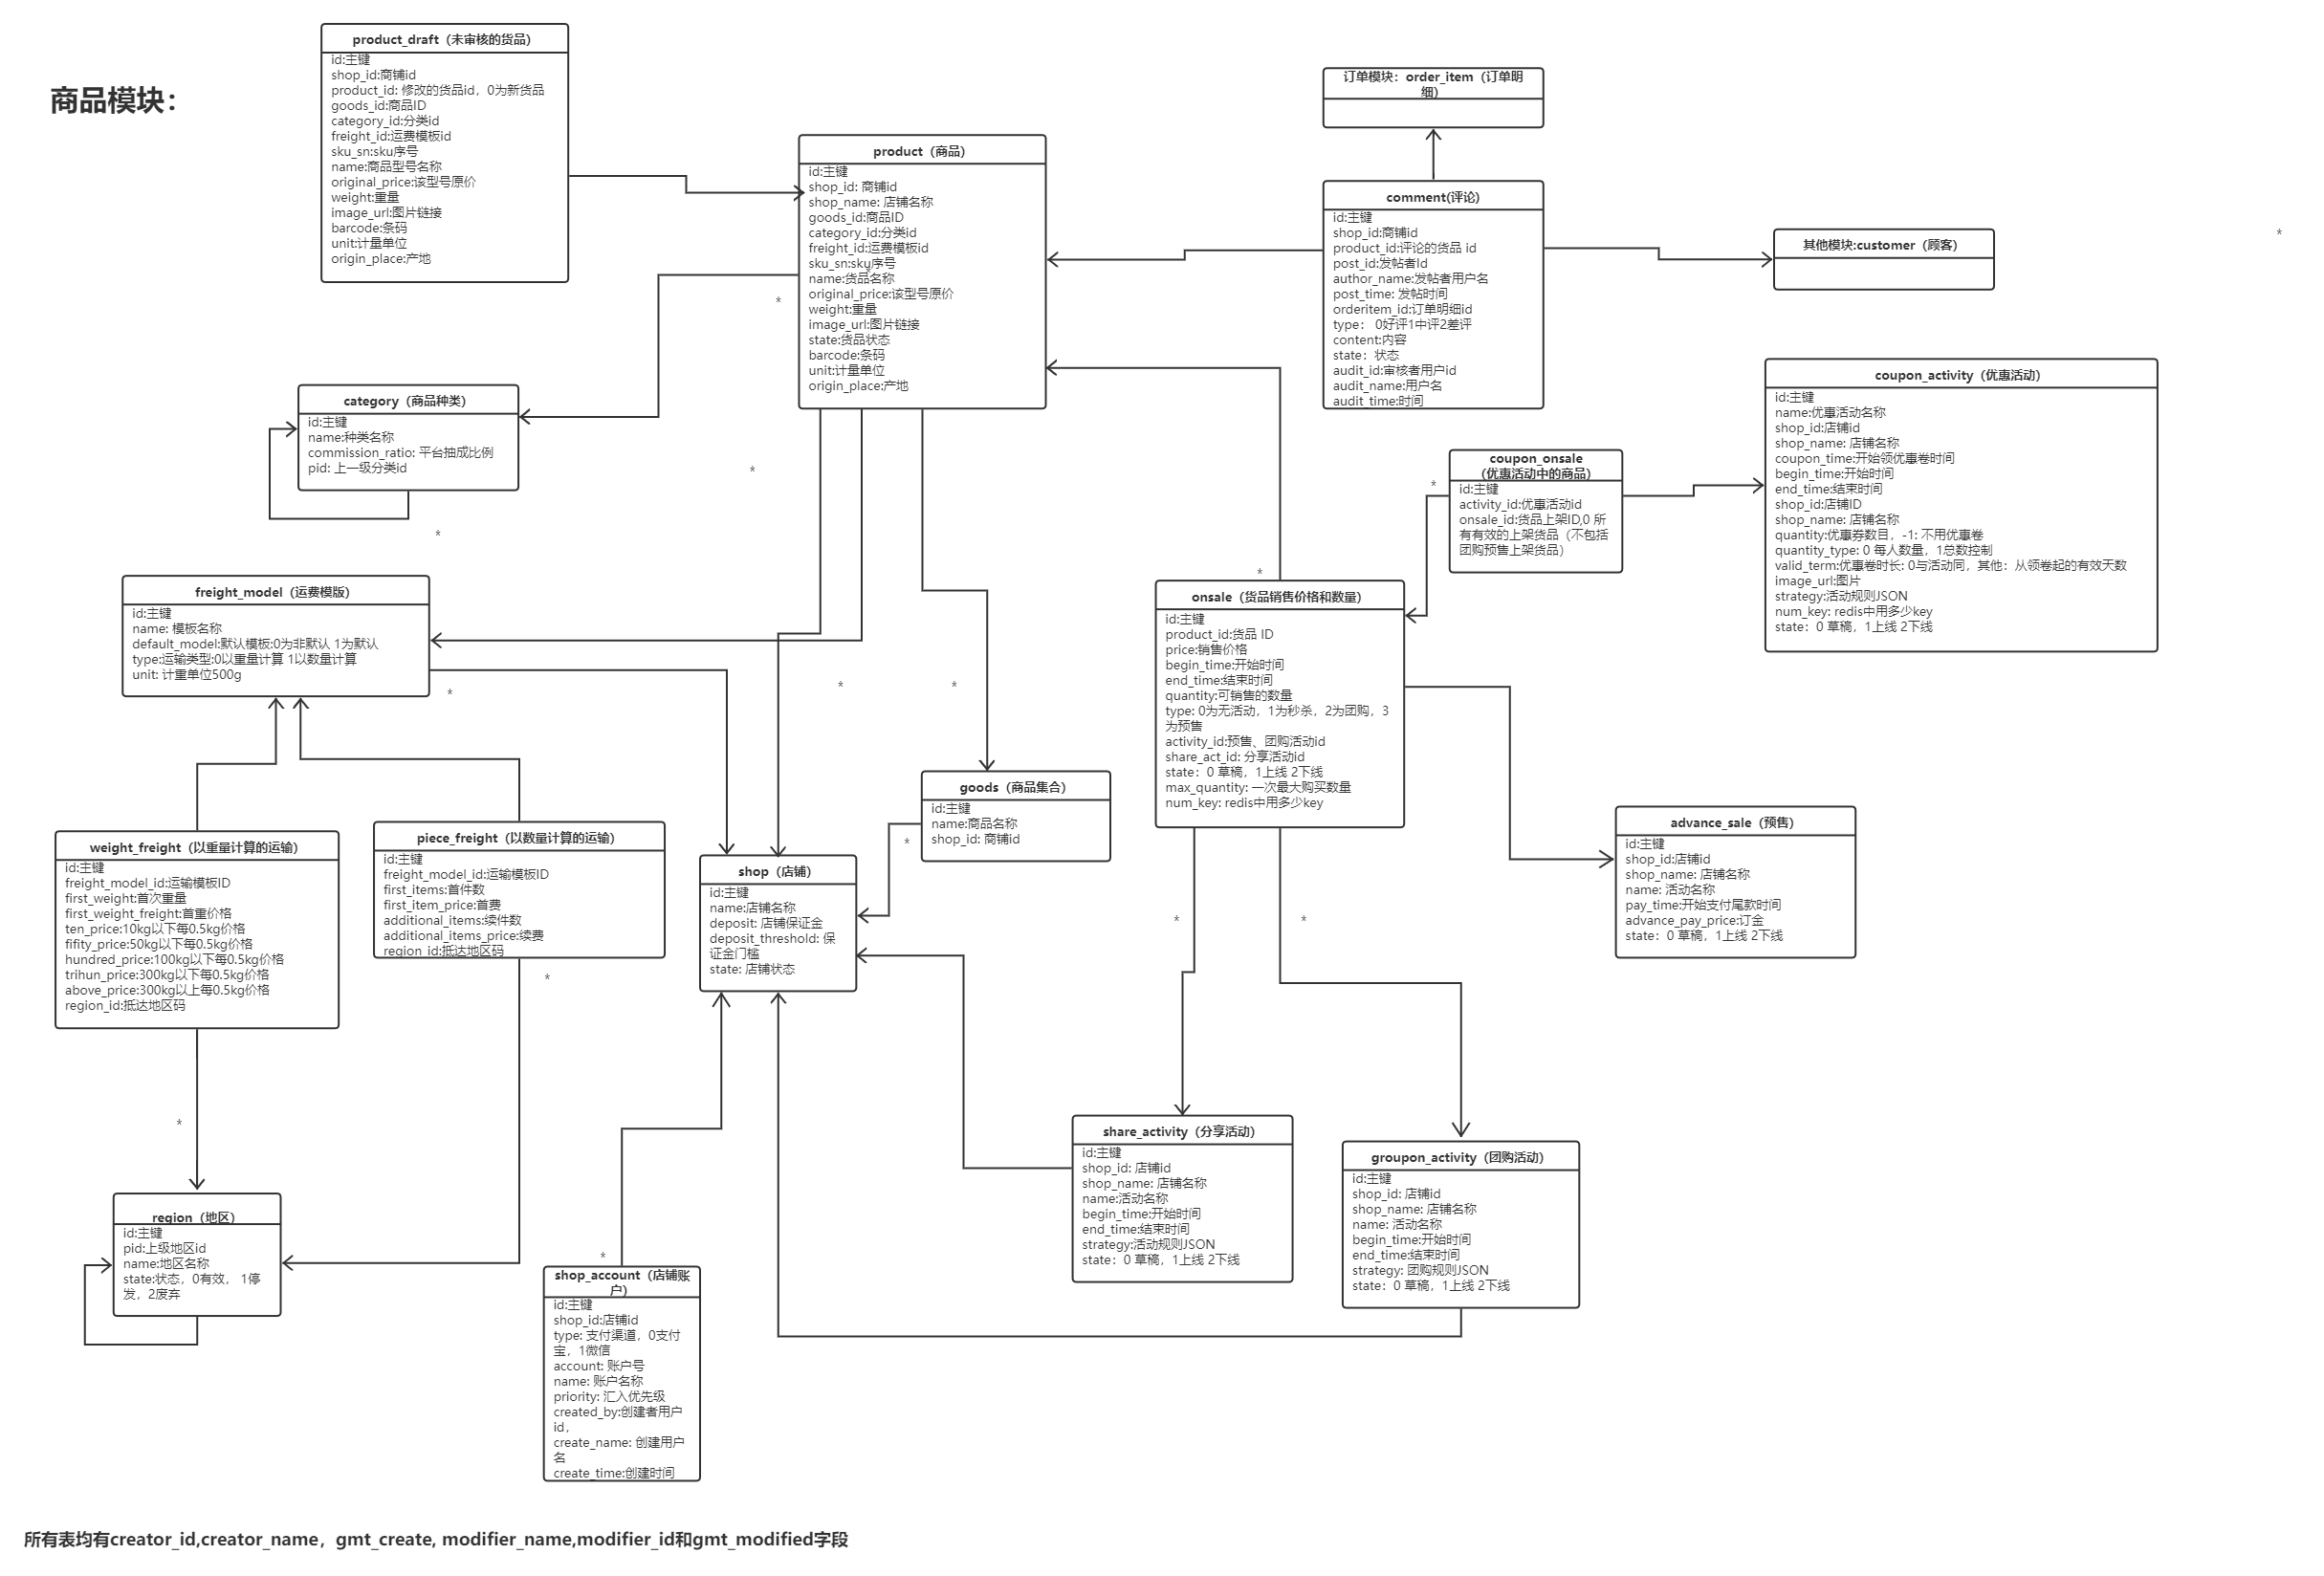 商品模块：
product_draft（未审核的货品）
id:主键
shop_id:商铺id
product_id: 修改的货品id，0为新货品
goods_id:商品ID
category_id:分类id
freight_id:运费模板id
sku_sn:sku序号
name:商品型号名称
original_price:该型号原价
weight:重量
image_url:图片链接
barcode:条码
unit:计量单位
origin_place:产地
product（商品）
id:主键
shop_id: 商铺id
shop_name: 店铺名称
goods_id:商品ID
category_id:分类id
freight_id:运费模板id
sku_sn:sku序号
*
name:货品名称
original_price:该型号原价
weight:重量
image_url:图片链接
state:货品状态
barcode:条码
unit:计量单位
origin_place:产地
订单模块：order_item（订单明
细）
comment(评论)
id:主键
shop_id:商铺id
product_id:评论的货品 id
post_id:发帖者Id
author_name:发帖者用户名
post_time: 发帖时间
orderitem_id:订单明细id
type： 0好评1中评2差评
content:内容
state：状态
audit_id:审核者用户id
audit_name:用户名
audit_time:时间
其他模块:customer（顾客）
*
*
category（商品种类）
id:主键
name:种类名称
commission_ratio: 平台抽成比例
pid: 上一级分类id
*
*
coupon_activity（优惠活动）
id:主键
name:优惠活动名称
shop_id:店铺id
shop_name: 店铺名称
coupon_time:开始领优惠卷时间
begin_time:开始时间
end_time:结束时间
shop_id:店铺ID
shop_name: 店铺名称
quantity:优惠券数目，-1: 不用优惠卷
quantity_type: 0 每人数量，1总数控制
valid_term:优惠卷时长: 0与活动同，其他：从领卷起的有效天数
image_url:图片
strategy:活动规则JSON
num_key: redis中用多少key
state：0 草稿，1上线 2下线
coupon_onsale
（优惠活动中的商品）
id:主键
activity_id:优惠活动id
onsale_id:货品上架ID,0 所
有有效的上架货品（不包括
团购预售上架货品）
*
*
onsale（货品销售价格和数量）
id:主键
product_id:货品 ID
price:销售价格
begin_time:开始时间
end_time:结束时间
quantity:可销售的数量
type: 0为无活动，1为秒杀，2为团购，3
为预售
activity_id:预售、团购活动id
share_act_id: 分享活动id
state：0 草稿，1上线 2下线
max_quantity: 一次最大购买数量
num_key: redis中用多少key
freight_model（运费模版）
id:主键
name: 模板名称
default_model:默认模板:0为非默认 1为默认
type:运输类型:0以重量计算 1以数量计算
unit: 计重单位500g
*
*
*
goods（商品集合）
id:主键
name:商品名称
shop_id: 商铺id
*
weight_freight（以重量计算的运输)
id:主键
freight_model_id:运输模板ID
first_weight:首次重量
first_weight_freight:首重价格
ten_price:10kg以下每0.5kg价格
fifity_price:50kg以下每0.5kg价格
hundred_price:100kg以下每0.5kg价格
trihun_price:300kg以下每0.5kg价格
above_price:300kg以上每0.5kg价格
region_id:抵达地区码
piece_freight（以数量计算的运输）
id:主键
freight_model_id:运输模板ID
first_items:首件数
first_item_price:首费
additional_items:续件数
additional_items_price:续费
region_id:抵达地区码
*
shop（店铺）
id:主键
name:店铺名称
deposit: 店铺保证金
deposit_threshold: 保
证金门槛
state: 店铺状态
*
*
advance_sale（预售）
id:主键
shop_id:店铺id
shop_name: 店铺名称
name: 活动名称
pay_time:开始支付尾款时间
advance_pay_price:订金
state：0 草稿，1上线 2下线
*
region（地区）
id:主键
pid:上级地区id
name:地区名称
state:状态，0有效， 1停
发，2废弃
*
shop_account（店铺账
户)
id:主键
shop_id:店铺id
type: 支付渠道，0支付
宝，1微信
account: 账户号
name: 账户名称
priority: 汇入优先级
created_by:创建者用户
id，
create_name: 创建用户
名
create_time:创建时间
share_activity（分享活动）
id:主键
shop_id: 店铺id
shop_name: 店铺名称
name:活动名称
begin_time:开始时间
end_time:结束时间
strategy:活动规则JSON
state：0 草稿，1上线 2下线
groupon_activity（团购活动）
id:主键
shop_id: 店铺id
shop_name: 店铺名称
name: 活动名称
begin_time:开始时间
end_time:结束时间
strategy: 团购规则JSON
state：0 草稿，1上线 2下线
所有表均有creator_id,creator_name，gmt_create, modifier_name,modifier_id和gmt_modified字段